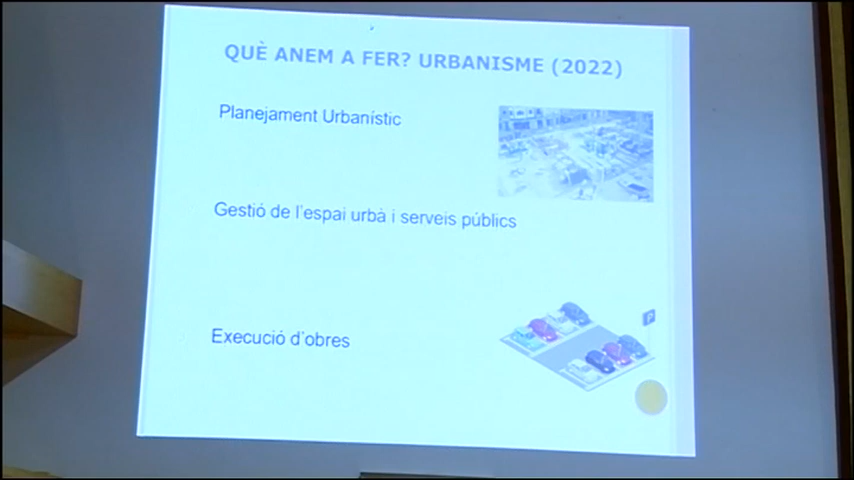 QUÈ ANEM A FER? URBANISME (2022)
Planejament Urbanístic
Gestió de l'espai urbà i serveis públics
Execució d'obres
P